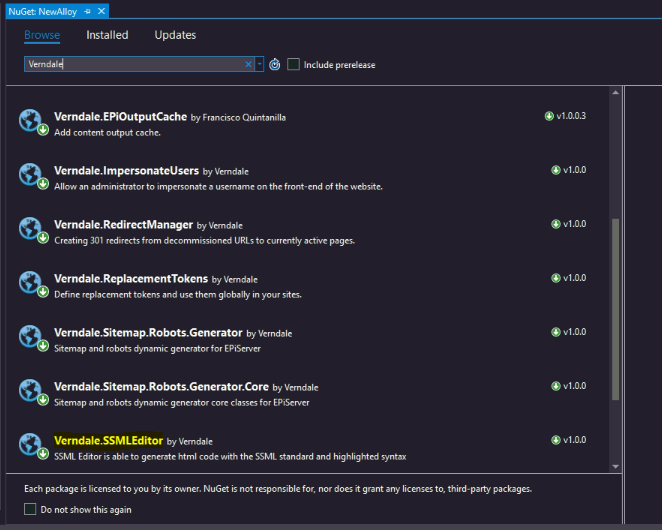 NuGet: NewAlloy
Browse Installed Updates
Verndale Include prerelease
Verndale.EPiOutputCache by Francisco Quintanilla v1.0.0.3
Add content output cache.
Verndale.ImpersonateUsers by Verndale v1.0.0
Allow an administrator to impersonate a username on the front-end of the website.
Verndale.RedirectManager by Verndale v1.0.0
Creating 301 redirects from decommissioned URLs to currently active pages.
Verndale.ReplacementTokens by Verndale v1.0.0
Define replacement tokens and use them globally in your sites.
Verndale.Sitemap.Robots.Generator by Verndale v1.0.0
Sitemap and robots dynamic generator for EPiServer
Verndale.Sitemap.Robots.Generator.Core by Verndale v1.0.0
Sitemap and robots dynamic generator core classes for EPiServer
Verndale.SSMLEditor by Verndale v1.0.0
SSML Editor is able to generate html code with the SSML standard and highlighted syntax
Each package is licensed to you by its owner. NuGet is not responsible for, nor does it grant any licenses to, third-party packages.
Do not show this again